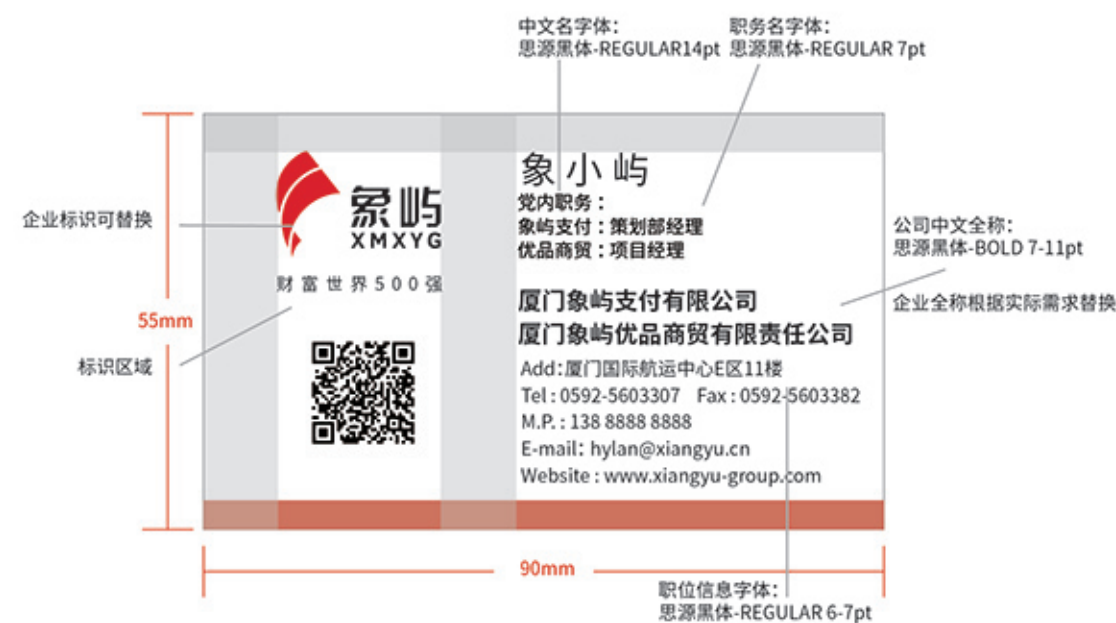 中文名字体：
思源黑体-REGULAR14pt
职务名字体：
思源黑体-REGULAR 7pt
企业标识可替换
象屿
XMXYG
财富世界500强
标识区域
55mm
象小屿
党内职务：
象屿支付：策划部经理
优品商贸：项目经理
厦门象屿支付有限公司
厦门象屿优品商贸有限责任公司
Add：厦门国际航运中心E区11楼
Tel : 0592-5603307 Fax : 0592-5603382
M.P. : 138 8888 8888
E-mail：hylan@xiangyu.cn
Website : www.xiangyu-group.com
公司中文全称：
思源黑体-BOLD 7-11pt
企业全称根据实际需求替换
90mm
职位信息字体：
思源黑体-REGULAR 6-7pt